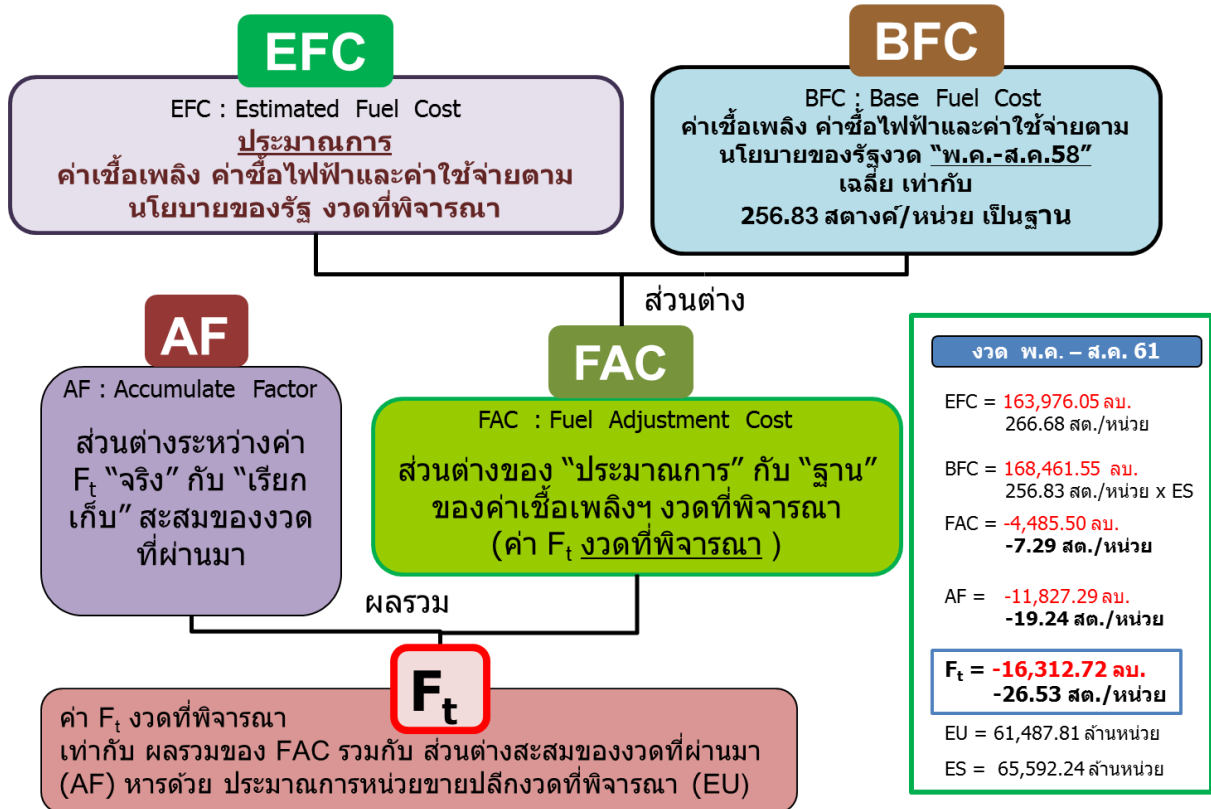 EFC
EFC : Estimated Fuel Cost
ประมาณการ
ค่าเชื้อเพลิง ค่าซื้อไฟฟ้าและค่าใช้จ่ายตาม
นโยบายของรัฐ งวดที่พิจารณา
BFC
BFC : Base Fuel Cost
ค่าเชื้อเพลิง ค่าซื้อไฟฟ้าและค่าใช้จ่ายตาม
นโยบายของรัฐงวด “พ.ค.-ส.ค.58”
เฉลี่ย เท่ากับ
256.83 สตางค์/หน่วย เป็นฐาน
ส่วนต่าง
AF
AF : Accumulate Factor
ส่วนต่างระหว่างค่า
Ft “จริง” กับ “เรียก
เก็บ” สะสมของงวด
ที่ผ่านมา
FAC
FAC : Fuel Adjustment Cost
ส่วนต่างของ “ประมาณการ” กับ “ฐาน”
ของค่าเชื้อเพลิงฯ งวดที่พิจารณา
(ค่า Ft งวดที่พิจารณา )
ผลรวม
Ft
ค่า Ft งวดที่พิจารณา
เท่ากับ ผลรวมของ FAC รวมกับ ส่วนต่างสะสมของงวดที่ผ่านมา
(AF) หารด้วย ประมาณการหน่วยขายปลีกงวดที่พิจารณา (EU)
งวด พ.ค. – ส.ค. 61
EFC = 163,976.05 ลบ.
266.68 สต./หน่วย
BFC = 168,461.55 ลบ.
256.83 สต./หน่วย x ES
FAC = -4,485.50 ลบ.
-7.29 สต./หน่วย
AF = -11,827.29 ลบ.
-19.24 สต./หน่วย
Ft = -16,312.72 ลบ.
-26.53 สต./หน่วย
EU = 61,487.81 ล้านหน่วย
ES = 65,592.24 ล้านหน่วย